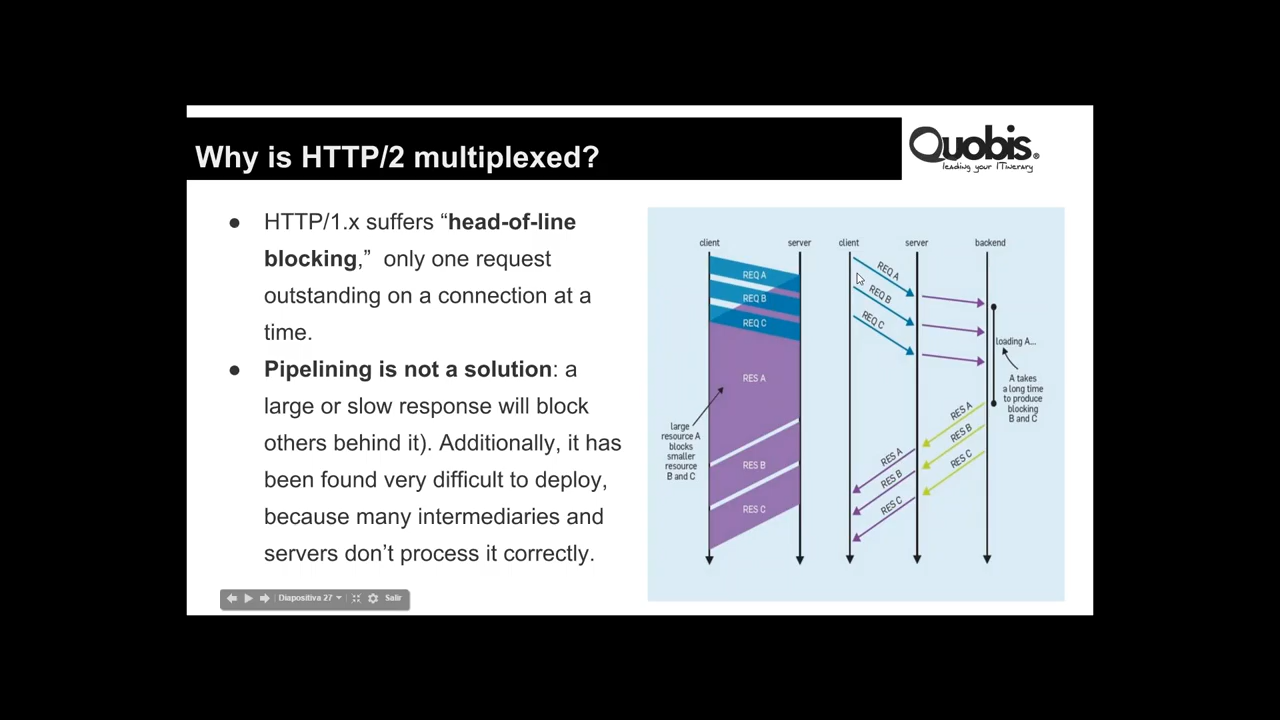 Why is HTTP/2 multiplexed?
Quobis®
leading your ITinerary
● HTTP/1.x suffers “head-of-line
blocking,” only one request
outstanding on a connection at a
time.
● Pipelining is not a solution: a
large or slow response will block
others behind it). Additionally, it has
been found very difficult to deploy,
because many intermediaries and
servers don’t process it correctly.
client
server
REQ A
REQ B
REQ C
RES A
large
resource A
blocks
smaller
resource
B and C
RES B
RES C
client
server
backend
REQ A
REQ B
REQ C
loading A...
A takes
a long time
to produce
blocking
B and C
RES A
RES B
RES C
RES A
RES B
RES C
Diapositiva 27
Salir